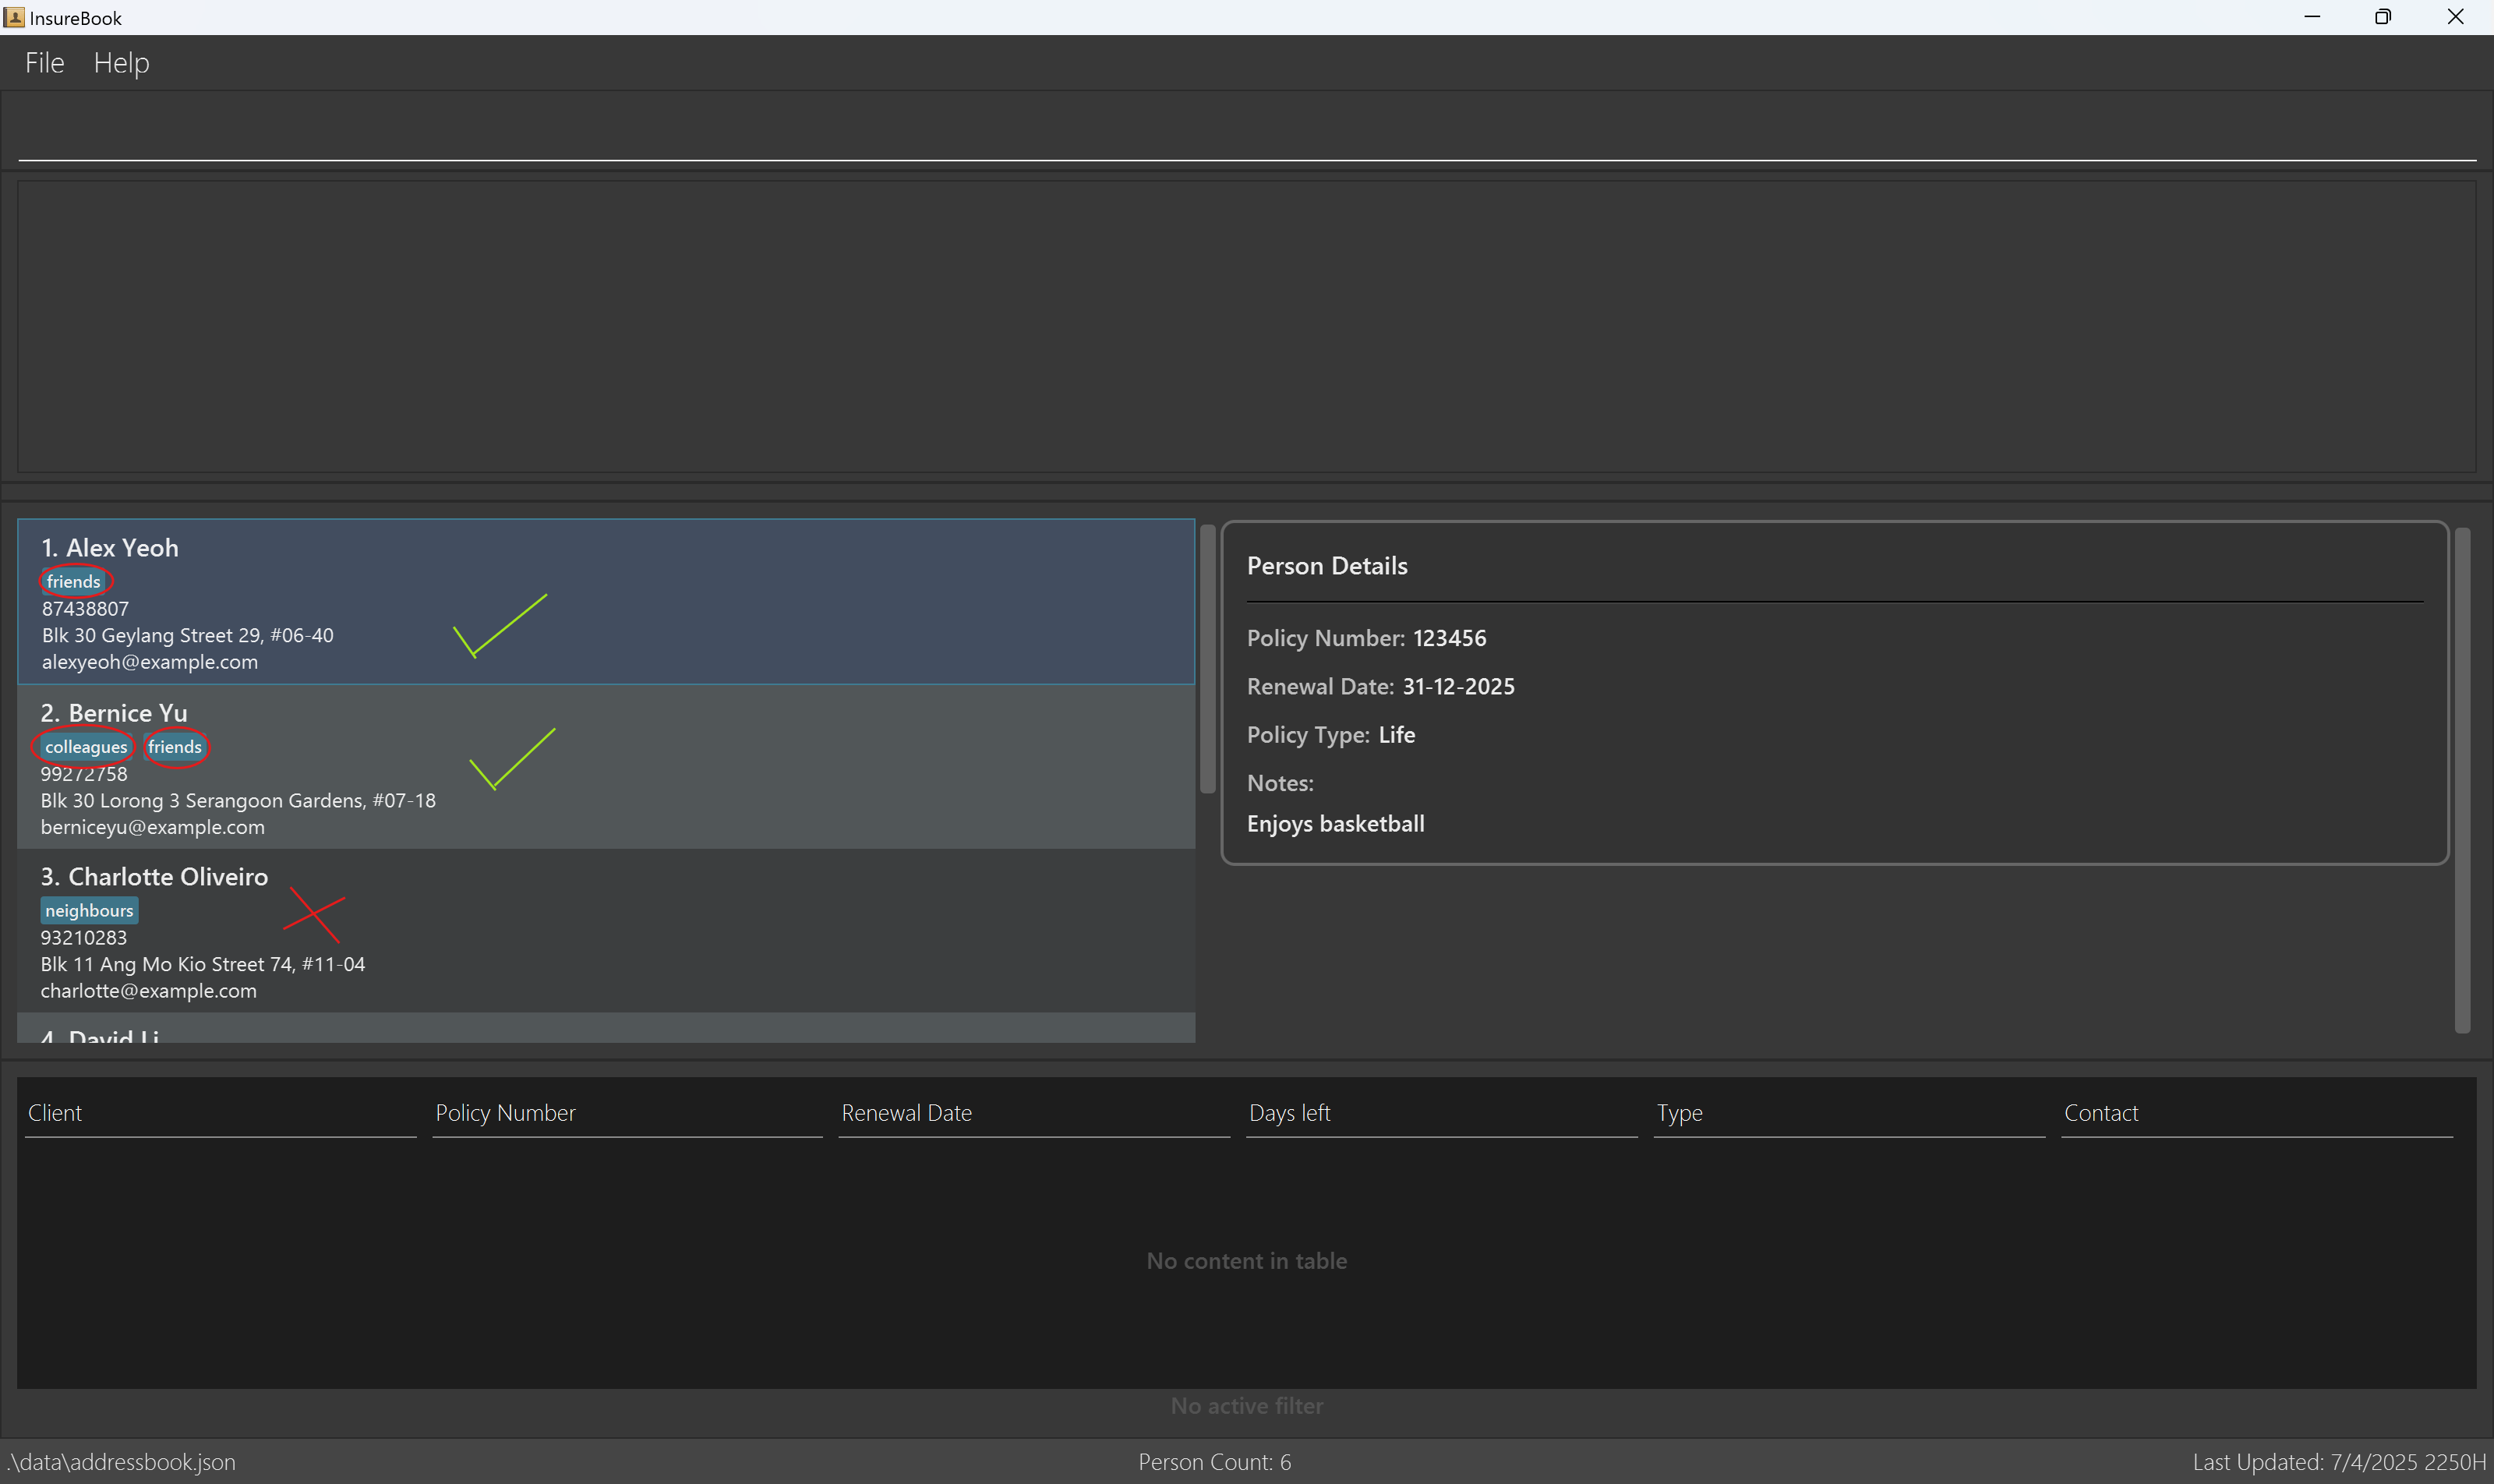 InsureBook
File Help
1. Alex Yeoh
friends
87438807
Blk 30 Geylang Street 29, #06-40
alexyeoh@example.com
2. Bernice Yu
colleagues friends
99272758
Blk 30 Lorong 3 Serangoon Gardens, #07-18
berniceyu@example.com
3. Charlotte Oliveiro
neighbours
93210283
Blk 11 Ang Mo Kio Street 74, #11-04
charlotte@example.com
4. David Li
Person Details
Policy Number: 123456
Renewal Date: 31-12-2025
Policy Type: Life
Notes:
Enjoys basketball
Client Policy Number Renewal Date Days left Type Contact
No content in table
No active filter
.\data\addressbook.json Person Count: 6 Last Updated: 7/4/2025 2250H